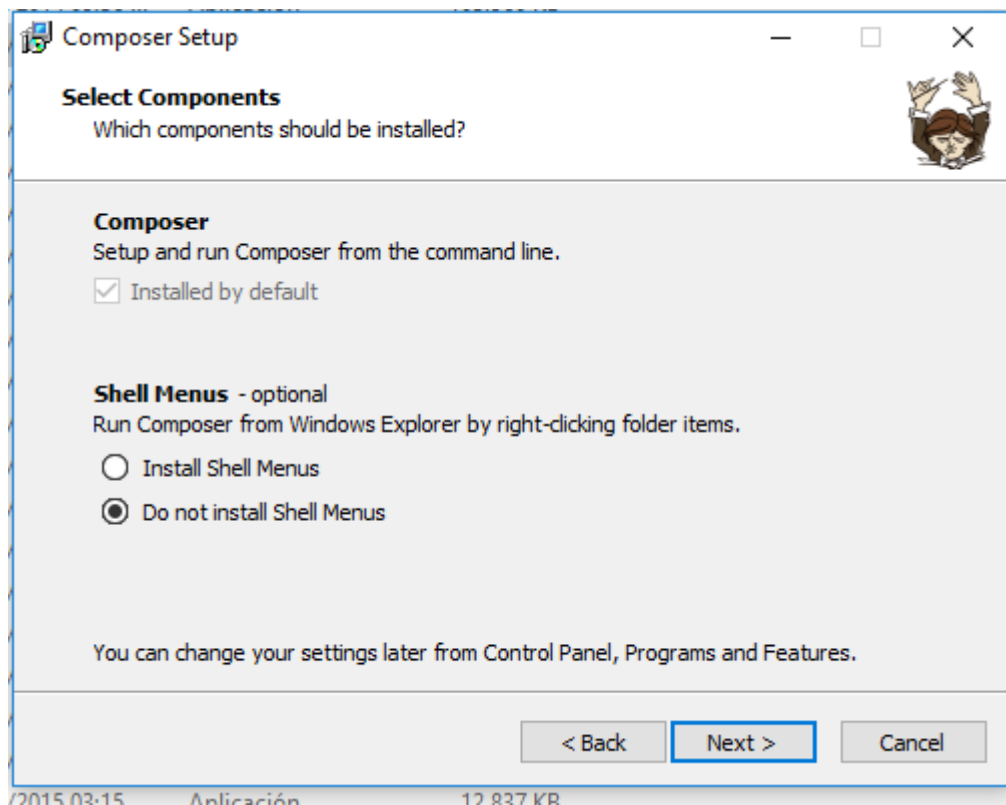 Composer Setup
Select Components
Which components should be installed?
Composer
Setup and run Composer from the command line.
Installed by default
Shell Menus - optional
Run Composer from Windows Explorer by right-clicking folder items.
Install Shell Menus
Do not install Shell Menus
You can change your settings later from Control Panel, Programs and Features.
< Back Next > Cancel
/2015 03:15 Aplicación 12.837 KB